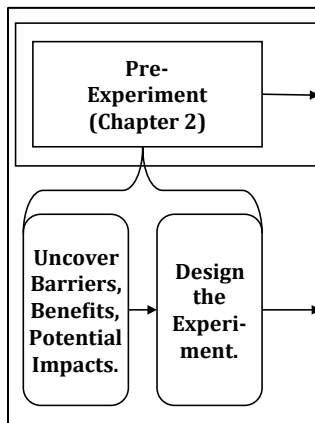 Pre-
Experiment
(Chapter 2)
Uncover
Barriers,
Benefits,
Potential
Impacts.
Design
the
Experi-
ment.